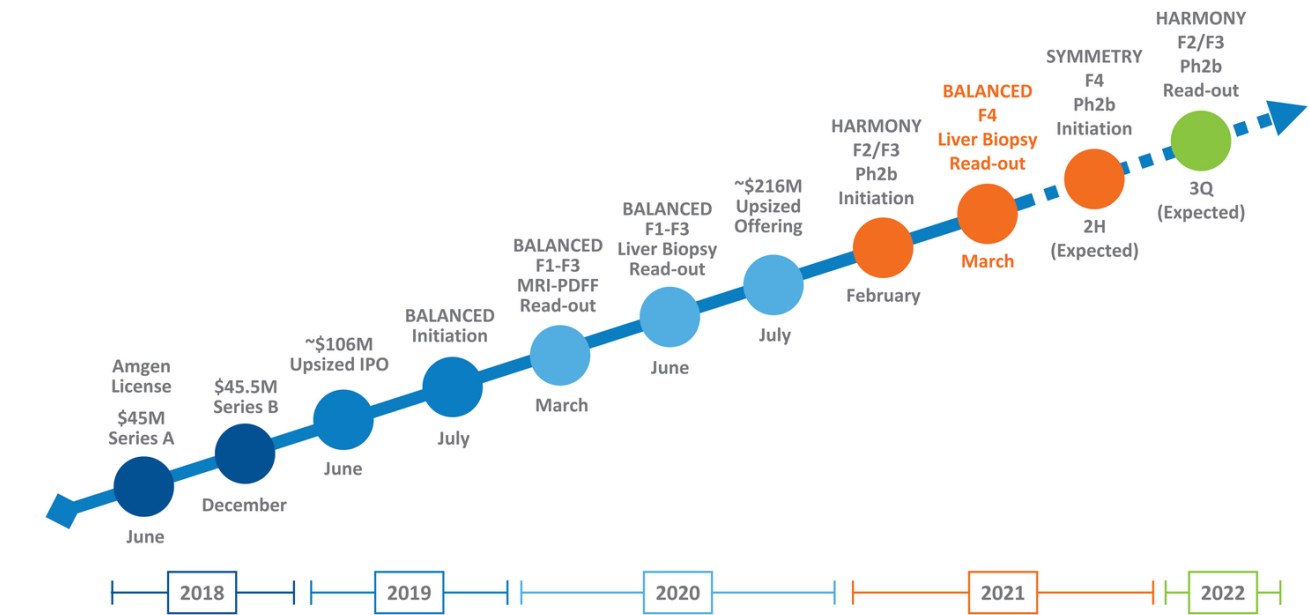 Amgen
License
$45M
Series A
June
$45.5M
Series B
December
~$106M
Upsized IPO
June
BALANCED
Initiation
July
BALANCED
F1-F3
MRI-PDFF
Read-out
March
BALANCED
F1-F3
Liver Biopsy
Read-out
June
~$216M
Upsized
Offering
July
HARMONY
F2/F3
Ph2b
Initiation
February
BALANCED
F4
Liver Biopsy
Read-out
March
SYMMETRY
F4
Ph2b
Initiation
2H
(Expected)
HARMONY
F2/F3
Ph2b
Read-out
3Q
(Expected)
2018
2019
2020
2021
2022